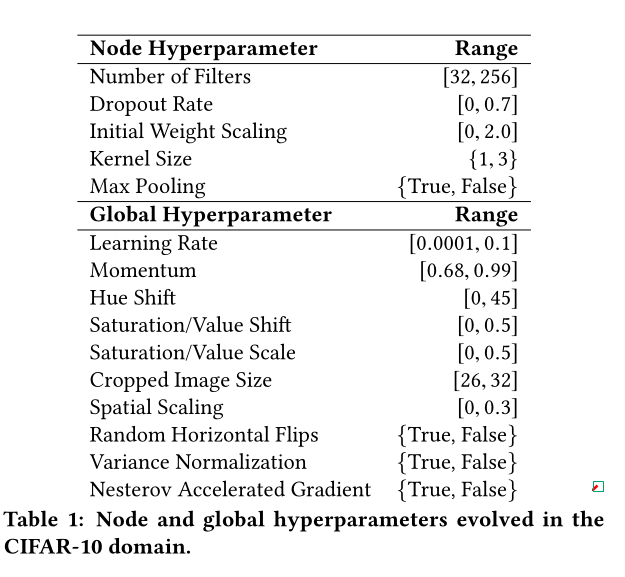 Node Hyperparameter Range
Number of Filters [32, 256]
Dropout Rate [0, 0.7]
Initial Weight Scaling [0, 2.0]
Kernel Size {1, 3}
Max Pooling {True, False}
Global Hyperparameter Range
Learning Rate [0.0001, 0.1]
Momentum [0.68, 0.99]
Hue Shift [0, 45]
Saturation/Value Shift [0, 0.5]
Saturation/Value Scale [0, 0.5]
Cropped Image Size [26, 32]
Spatial Scaling [0, 0.3]
Random Horizontal Flips {True, False}
Variance Normalization {True, False}
Nesterov Accelerated Gradient {True, False}
Table 1: Node and global hyperparameters evolved in the
CIFAR-10 domain.